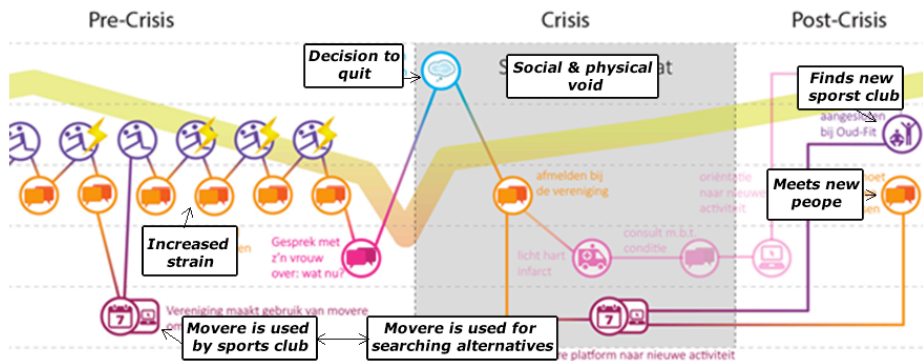 Pre-Crisis
Crisis
Post-Crisis
Decision to
quit
Social & physical
void
Finds new
sporst club
aangesloten
bij Oud-Fit
afmelden bij
de vereniging
oriëntatie
naar nieuwe
activiteit
Meets new
peope
Increased
strain
Gesprek met
z'n vrouw
over: wat nu?
consult m.b.t.
conditie
licht hart
infarct
7
7
Vereniging maakt gebruik van movere
Movere is used
by sports club
Movere is used for
searching alternatives
platform naar nieuwe activiteit